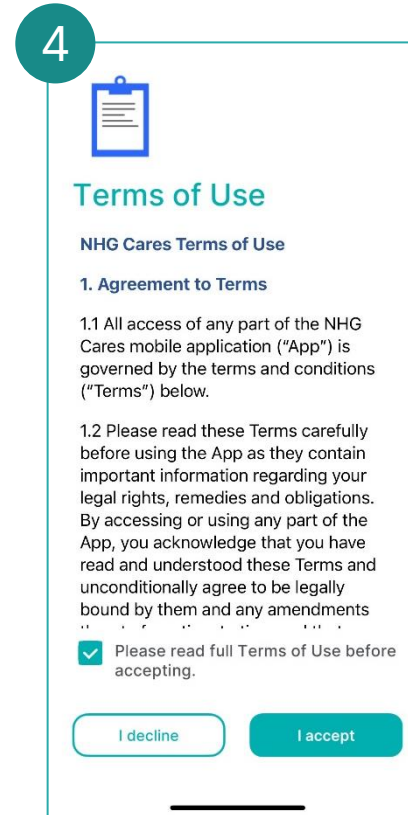 4
Terms of Use
NHG Cares Terms of Use
1. Agreement to Terms
1.1 All access of any part of the NHG
Cares mobile application (“App”) is
governed by the terms and conditions
(“Terms”) below.
1.2 Please read these Terms carefully
before using the App as they contain
important information regarding your
legal rights, remedies and obligations.
By accessing or using any part of the
App, you acknowledge that you have
read and understood these Terms and
unconditionally agree to be legally
bound by them and any amendments
Please read full Terms of Use before
accepting.
I decline
I accept